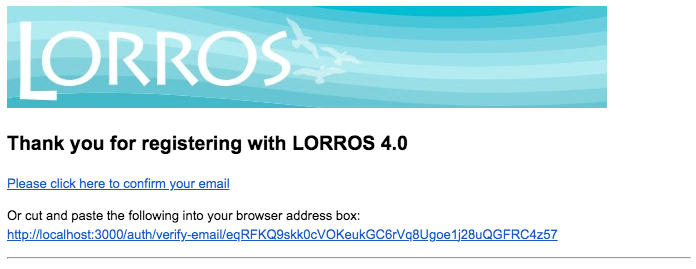 LORROS
Thank you for registering with LORROS 4.0
Please click here to confirm your email
Or cut and paste the following into your browser address box:
http://localhost:3000/auth/verify-email/eqRFKQ9skk0cVOKeukGC6rVq8Ugoe1j28uQGFRC4z57